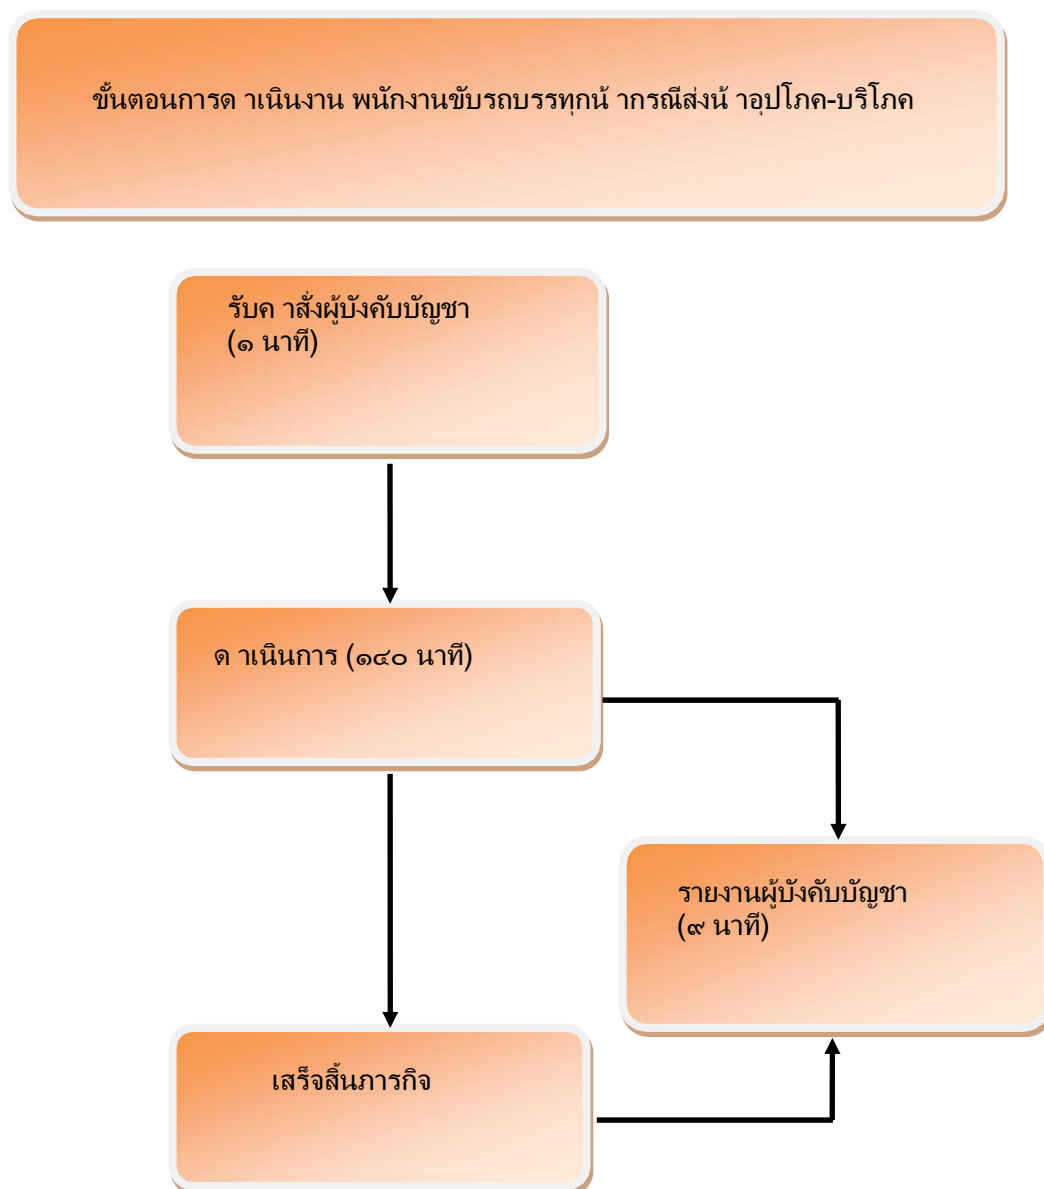 ขั้นตอนการด าเนินงาน พนักงานขับรถบรรทุกน้ ากรณีส่งน้ าอุปโภค-บริโภค
รับค าสั่งผู้บังคับบัญชา
(๑ นาที)
ด าเนินการ (๑๔๐ นาที)
รายงานผู้บังคับบัญชา
(๙ นาที)
เสร็จสิ้นภารกิจ